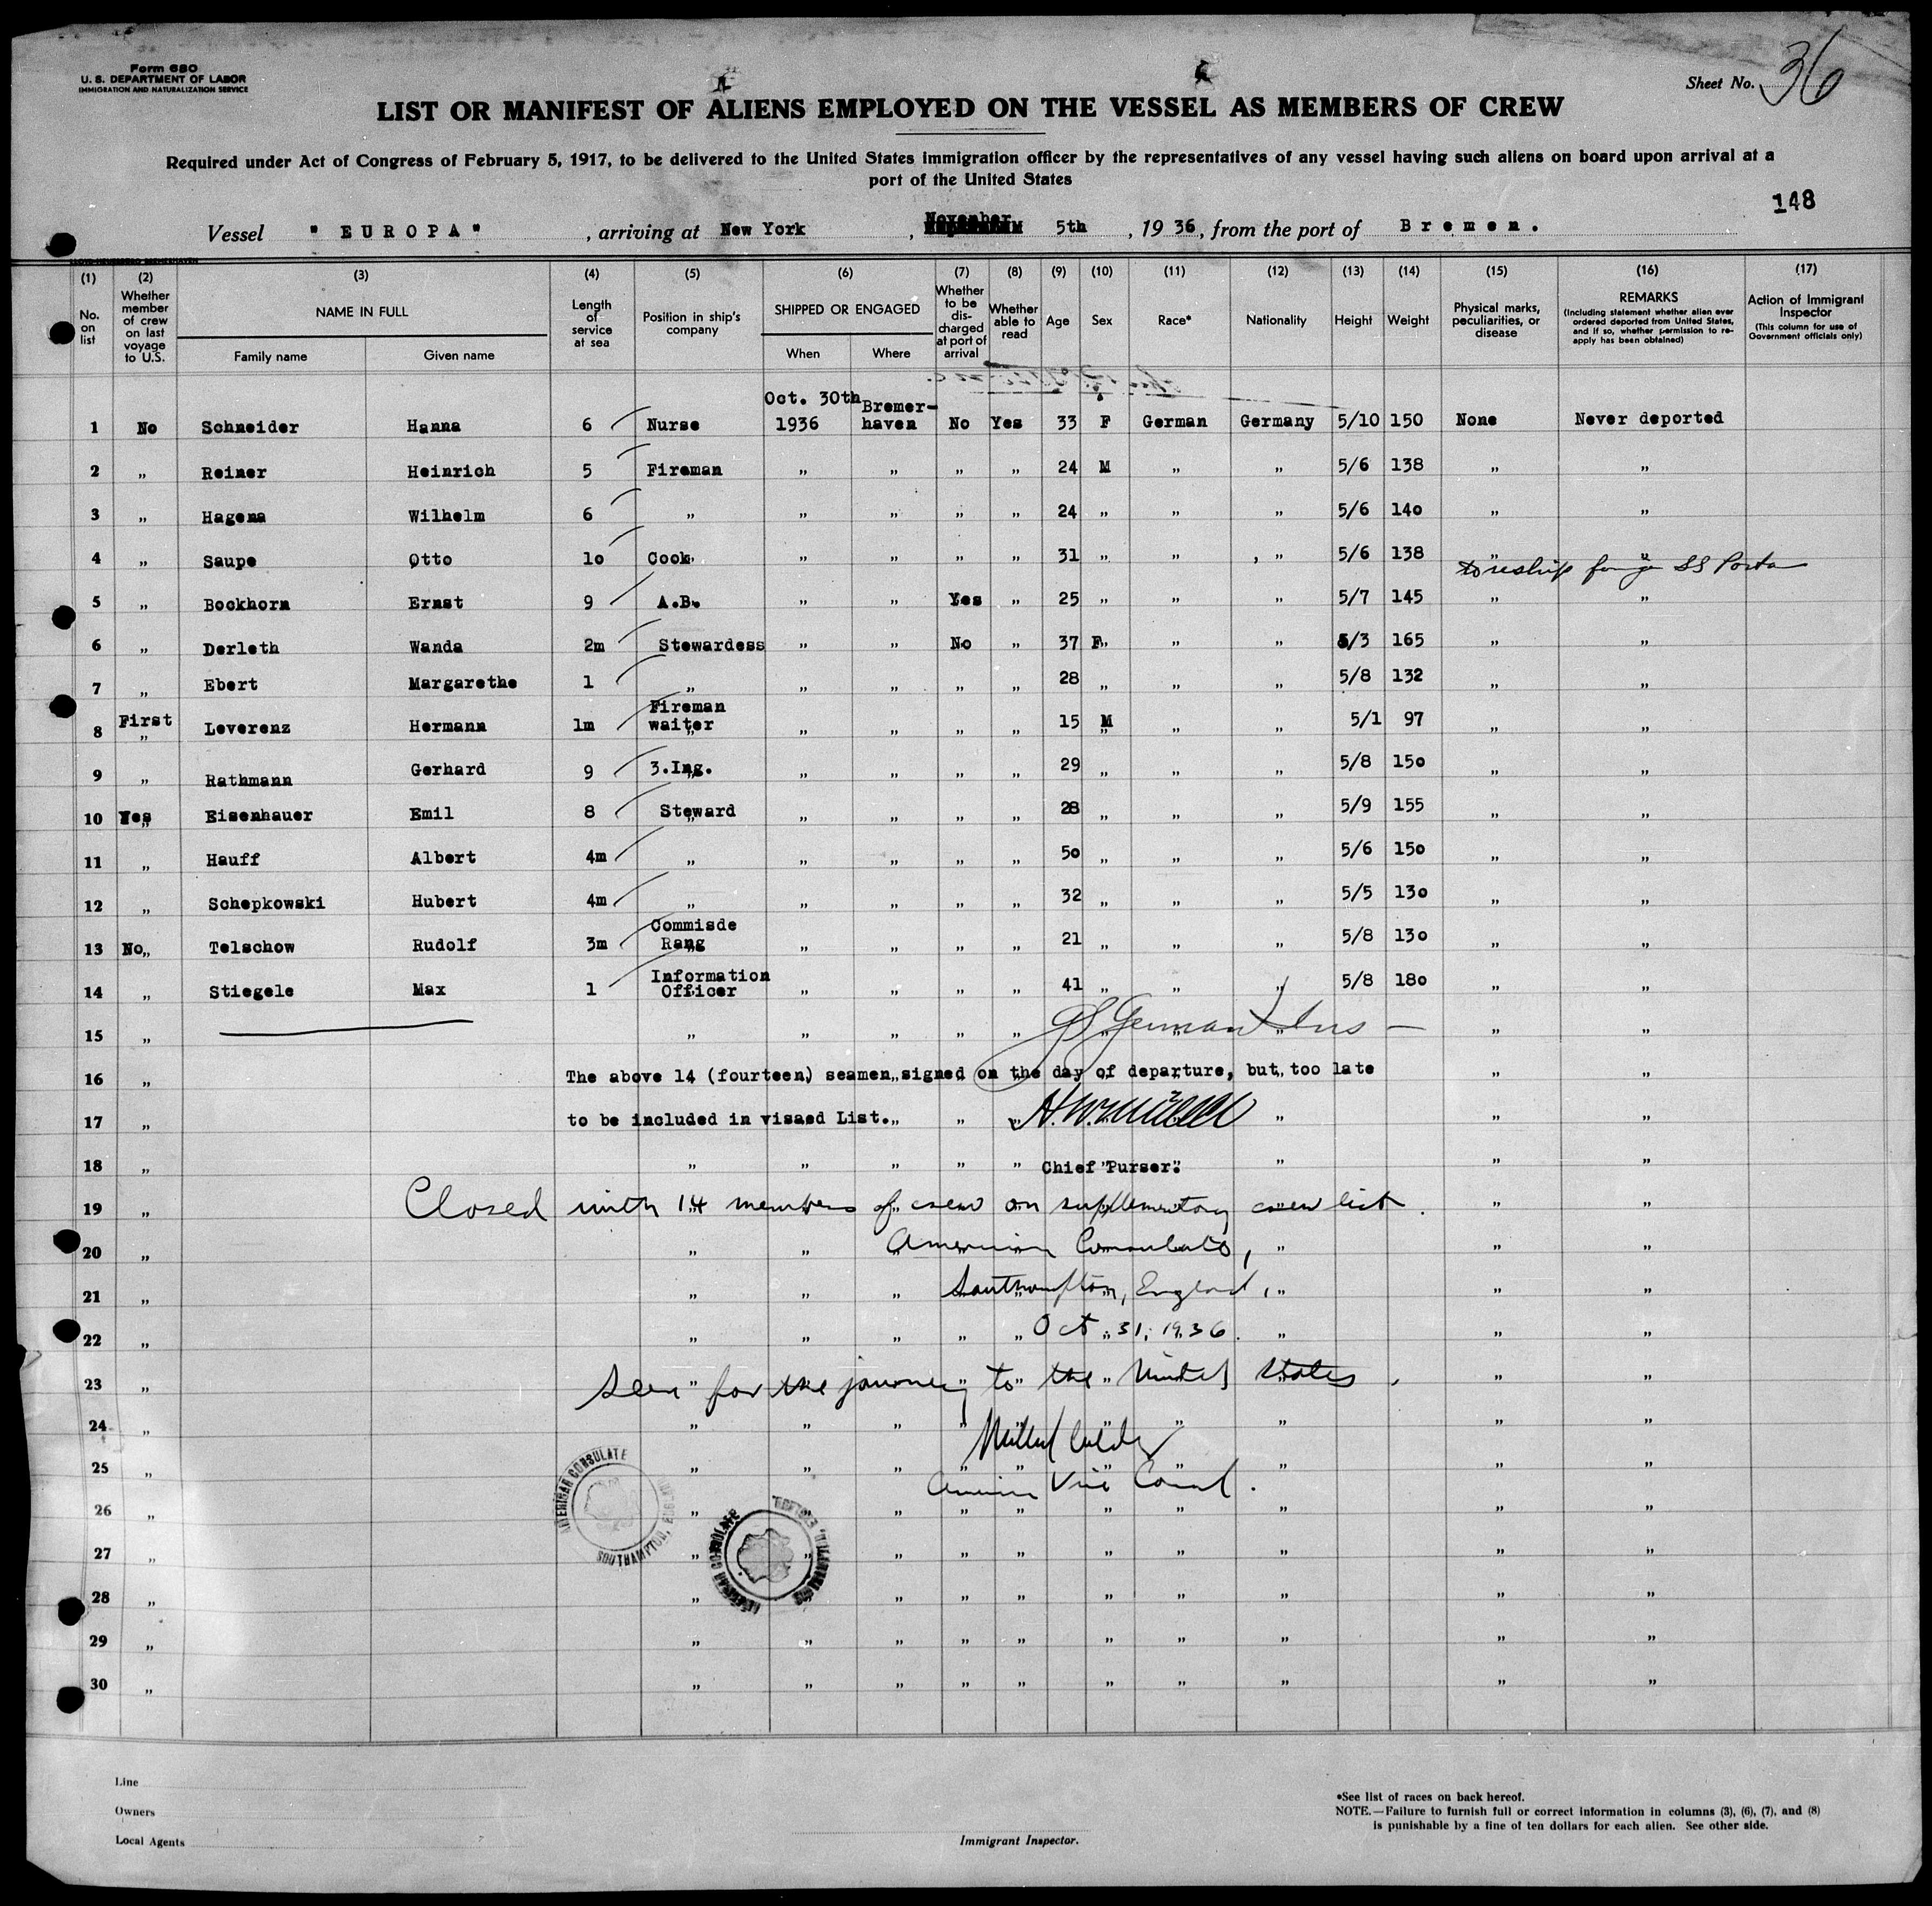 Form 680
U. S. DEPARTMENT OF LABOR
IMMIGRATION AND NATURALIZATION SERVICE
Sheet No. 36
LIST OR MANIFEST OF ALIENS EMPLOYED ON THE VESSEL AS MEMBERS OF CREW
Required under Act of Congress of February 5, 1917, to be delivered to the United States immigration officer by the representatives of any vessel having such aliens on board upon arrival at a
port of the United States
148
Vessel " E U R O P A " , arriving at New York , November 5th , 19 36, from the port of B r e m e n .
(1) (2) (3) (4) (5) (6) (7) (8) (9) (10) (11) (12) (13) (14) (15) (16) (17)
No. on list
Whether member of crew on last voyage to U.S.
NAME IN FULL
Family name Given name
Length of service at sea
Position in ship's company
SHIPPED OR ENGAGED
When Where
Whether to be discharged at port of arrival
Whether able to read
Age
Sex
Race*
Nationality
Height
Weight
Physical marks, peculiarities, or disease
REMARKS
(Including statement whether alien ever ordered deported from United States, and if so, whether permission to reapply has been obtained)
Action of Immigrant Inspector
(This column for use of Government officials only)
1 No Schneider Hanna 6 Nurse Oct. 30th 1936 Bremerhaven No Yes 33 F German Germany 5/10 150 None Never deported
2 " Reiner Heinrich 5 Fireman " " " " 24 M " " 5/6 138 " "
3 " Hagena Wilhelm 6 " " " " " 24 " " " 5/6 140 " "
4 " Saupe Otto 10 Cook " " " " 31 " " " 5/6 138 " "
to reship SS Porta
5 " Bockhorn Ernst 9 A.B. " " Yes " 25 " " " 5/7 145 " "
6 " Derleth Wanda 2m Stewardess " " No " 37 F " " 5/3 165 " "
7 " Ebert Margarethe 1 " " " " " 28 " " " 5/8 132 " "
8 First Leverenz Hermann 1m Fireman waiter " " " " 15 M " " 5/1 97 " "
9 " Rathmann Gerhard 9 3.Ing. " " " " 29 " " " 5/8 150 " "
10 Yes Eisenhauer Emil 8 Steward " " " " 28 " " " 5/9 155 " "
11 " Hauff Albert 4m " " " " " 50 " " " 5/6 150 " "
12 " Schepkowski Hubert 4m " " " " " 32 " " " 5/5 130 " "
13 No " Telschow Rudolf 3m Commisde Rang " " " " 21 " " " 5/8 130 " "
14 " Stiegele Max 1 Information Officer " " " " 41 " " " 5/8 180 " "
15 " " " " " " German " "
16 " The above 14 (fourteen) seamen signed on the day of departure, but too late " "
17 " to be included in visaed List. " " " " "
18 " " " " " " Chief Purser. " " "
19 " Closed with 14 members of crew on supplementary crew list. " "
20 " " " American Consulate, " " "
21 " " " " Southampton, England, " " "
22 " " " " " " Oct. 31, 1936. " " "
23 " Seen for the journey to the United States. " "
24 " " " " " " " " " " "
25 " " " " " " " " " " "
American Vice Consul.
26 " " " " " " " " " "
27 " " " " " " " " " " "
28 " " " " " " " " " "
29 " " " " " " " " " " "
30 " " " " " " " " " " "
AMERICAN CONSULATE
SOUTHAMPTON,
AMERICAN CONSULATE
Line
Owners
Local Agents
Immigrant Inspector.
*See list of races on back hereof.
NOTE.—Failure to furnish full or correct information in columns (3), (6), (7), and (8)
is punishable by a fine of ten dollars for each alien. See other side.